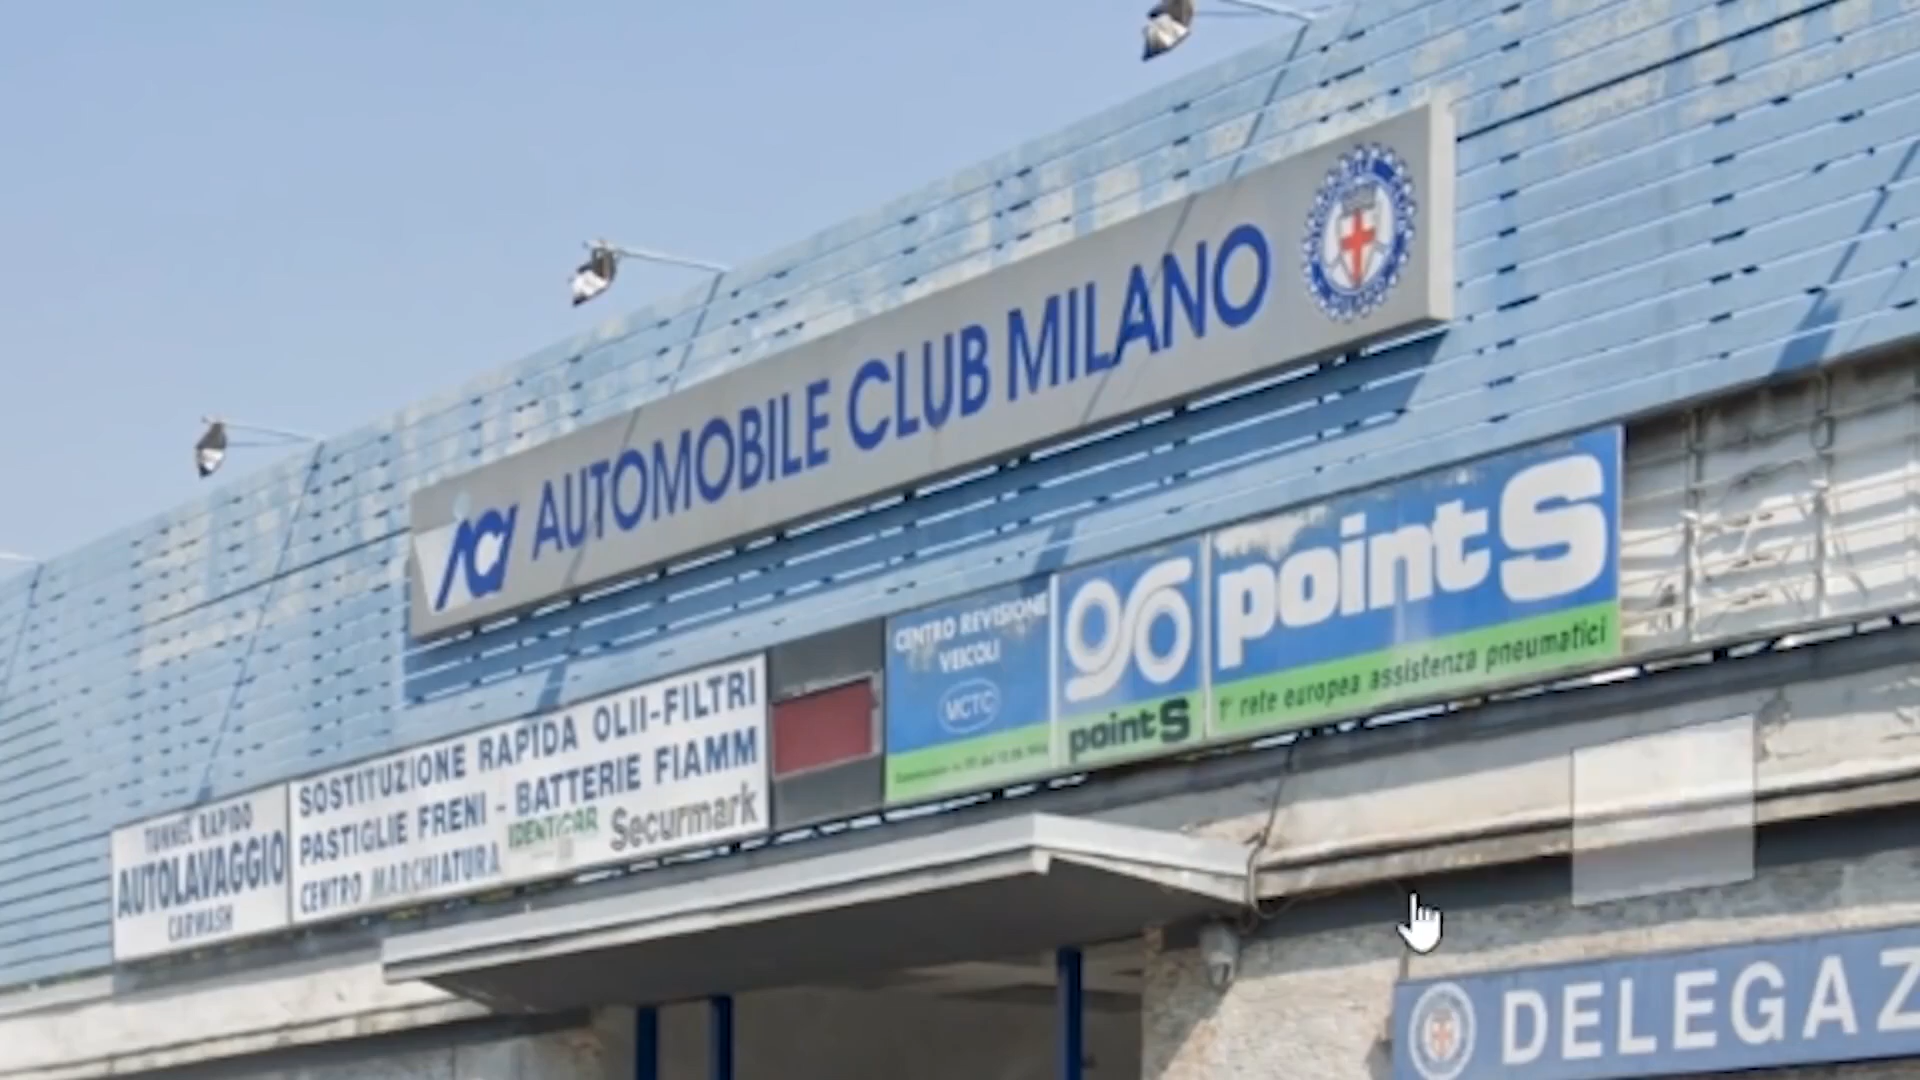 ACI AUTOMOBILE CLUB MILANO
TUNNEL RAPIDO
AUTOLAVAGGIO
CARWASH
SOSTITUZIONE RAPIDA OLII-FILTRI
PASTIGLIE FRENI - BATTERIE FIAMM
CENTRO MARCHIATURA IDENTICAR Securmark
CENTRO REVISIONE
VEICOLI
MCTC
point S
point S
1a rete europea assistenza pneumatici
DELEGAZ